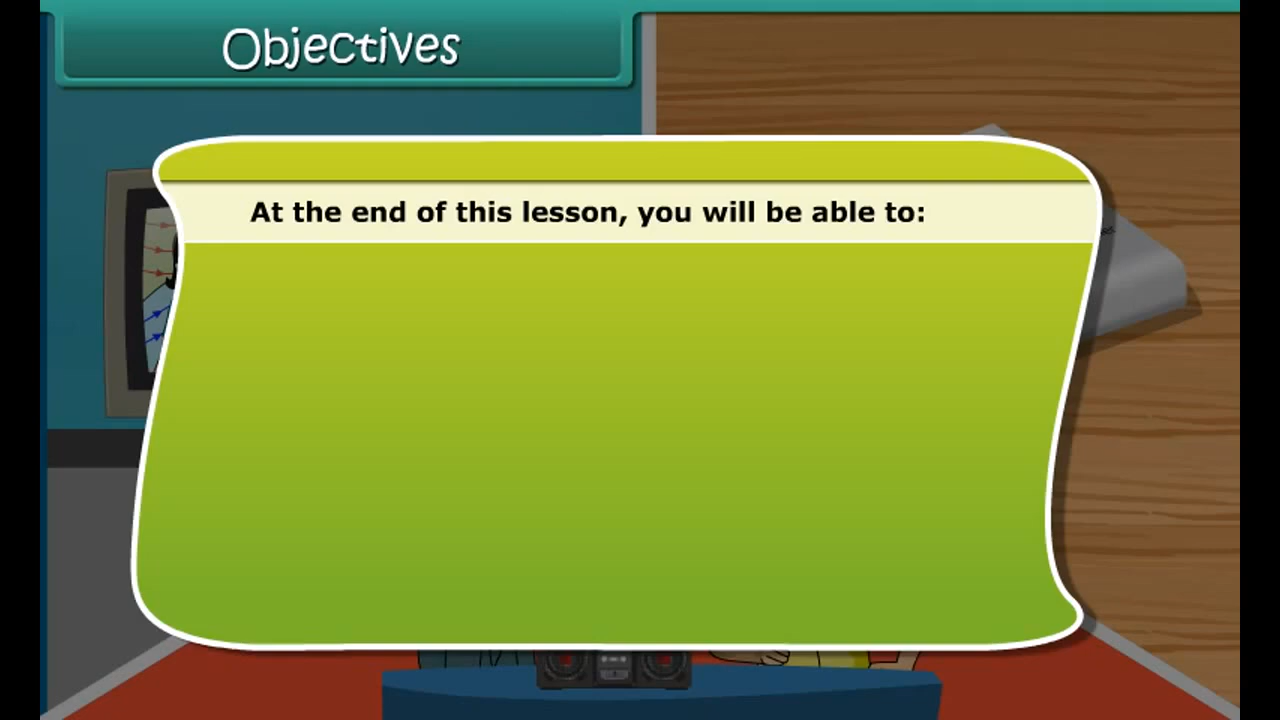 Objectives
At the end of this lesson, you will be able to: